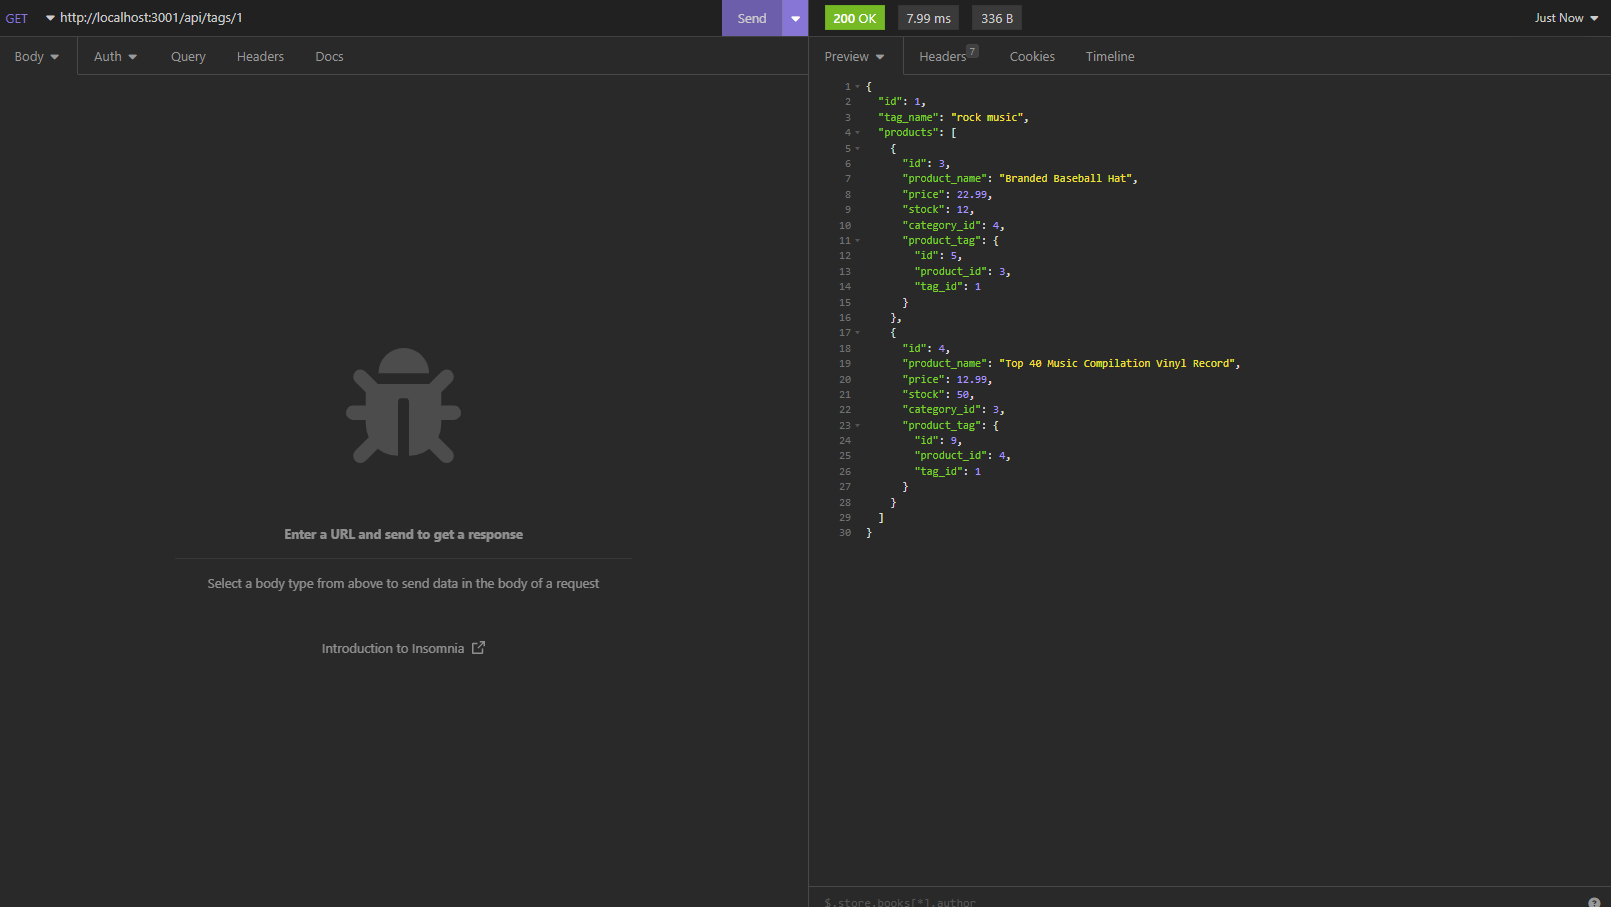 GET http://localhost:3001/api/tags/1 Send
200 OK 7.99 ms 336 B Just Now
Body Auth Query Headers Docs
Preview Headers 7 Cookies Timeline
Enter a URL and send to get a response
Select a body type from above to send data in the body of a request
Introduction to Insomnia
1 {
2 "id": 1,
3 "tag_name": "rock music",
4 "products": [
5 {
6 "id": 3,
7 "product_name": "Branded Baseball Hat",
8 "price": 22.99,
9 "stock": 12,
10 "category_id": 4,
11 "product_tag": {
12 "id": 5,
13 "product_id": 3,
14 "tag_id": 1
15 }
16 },
17 {
18 "id": 4,
19 "product_name": "Top 40 Music Compilation Vinyl Record",
20 "price": 12.99,
21 "stock": 50,
22 "category_id": 3,
23 "product_tag": {
24 "id": 9,
25 "product_id": 4,
26 "tag_id": 1
27 }
28 }
29 ]
30 }
$.store.books[*].author